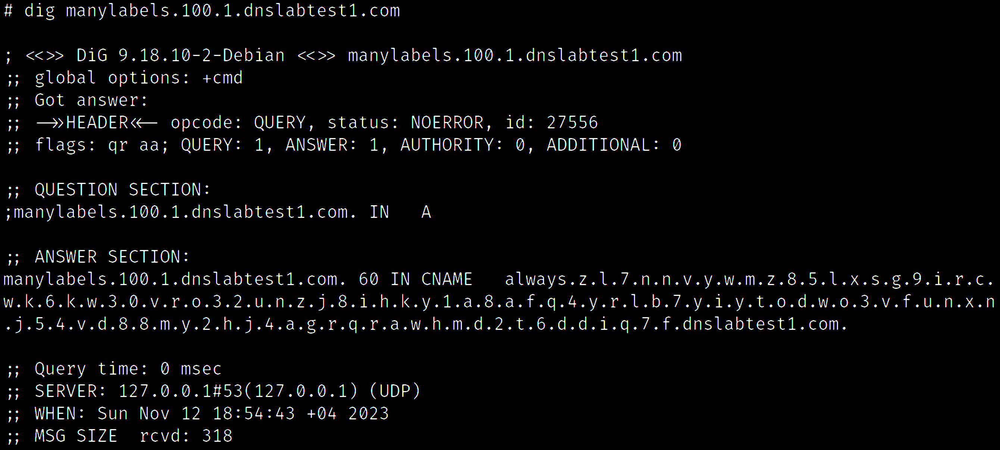 # dig manylabels.100.1.dnslabtest1.com
; <<>> DiG 9.18.10-2-Debian <<>> manylabels.100.1.dnslabtest1.com
;; global options: +cmd
;; Got answer:
;; ->>HEADER<<- opcode: QUERY, status: NOERROR, id: 27556
;; flags: qr aa; QUERY: 1, ANSWER: 1, AUTHORITY: 0, ADDITIONAL: 0
;; QUESTION SECTION:
;manylabels.100.1.dnslabtest1.com. IN   A
;; ANSWER SECTION:
manylabels.100.1.dnslabtest1.com. 60 IN CNAME   always.z.l.7.n.n.v.y.w.m.z.8.5.l.x.s.g.9.i.r.c.
w.k.6.k.w.3.0.v.r.o.3.2.u.n.z.j.8.i.h.k.y.1.a.8.a.f.q.4.y.r.l.b.7.y.i.y.t.o.d.w.o.3.v.f.u.n.x.n
.j.5.4.v.d.8.8.m.y.2.h.j.4.a.g.r.q.r.a.w.h.m.d.2.t.6.d.d.i.q.7.f.dnslabtest1.com.
;; Query time: 0 msec
;; SERVER: 127.0.0.1#53(127.0.0.1) (UDP)
;; WHEN: Sun Nov 12 18:54:43 +04 2023
;; MSG SIZE  rcvd: 318